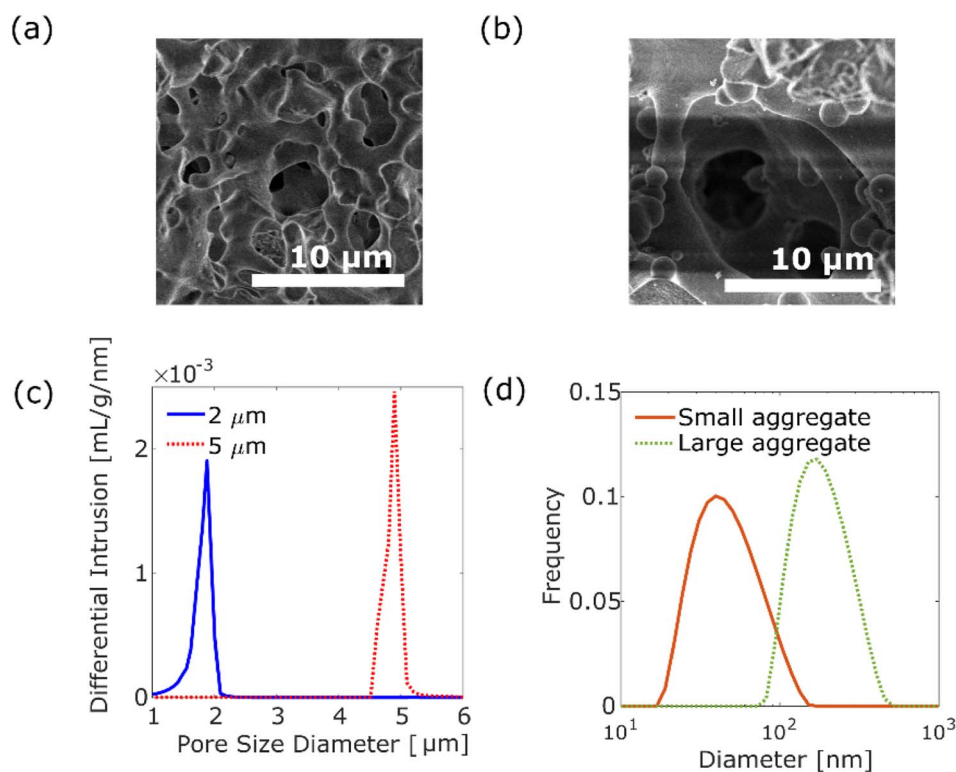 (a)
(b)
10 µm
10 µm
(c)
(d)
×10⁻³
Differential Intrusion [mL/g/nm]
2
1
0
2 µm
5 µm
1 2 3 4 5 6
Pore Size Diameter [µm]
Frequency
0.15
0.1
0.05
0
Small aggregate
Large aggregate
10¹ 10² 10³
Diameter [nm]